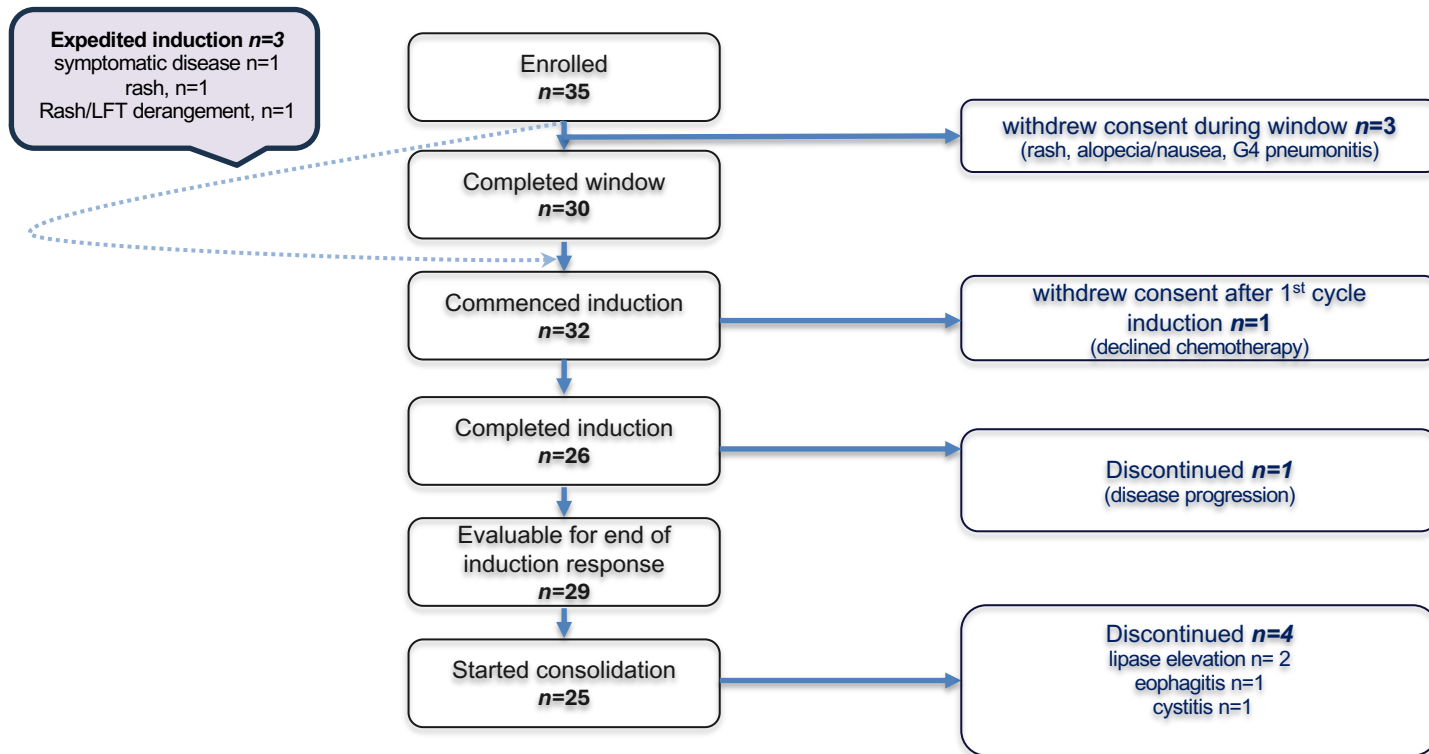 Expedited induction n=3
symptomatic disease n=1
rash, n=1
Rash/LFT derangement, n=1
Enrolled
n=35
withdrew consent during window n=3
(rash, alopecia/nausea, G4 pneumonitis)
Completed window
n=30
Commenced induction
n=32
withdrew consent after 1st cycle
induction n=1
(declined chemotherapy)
Completed induction
n=26
Discontinued n=1
(disease progression)
Evaluable for end of
induction response
n=29
Started consolidation
n=25
Discontinued n=4
lipase elevation n= 2
eophagitis n=1
cystitis n=1